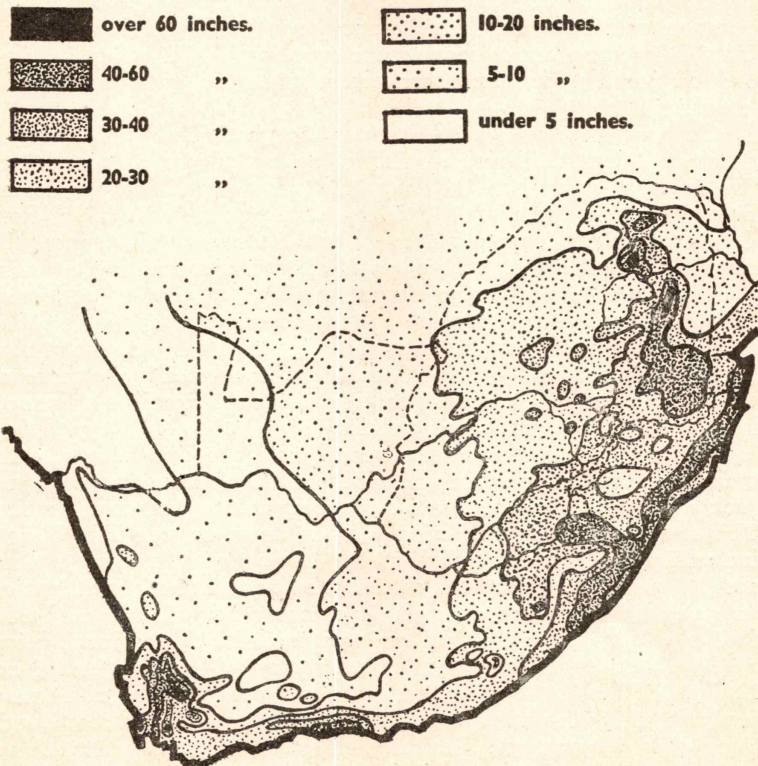 over 60 inches.
40-60 ,,
30-40 ,,
20-30 ,,
10-20 inches.
5-10 ,,
under 5 inches.